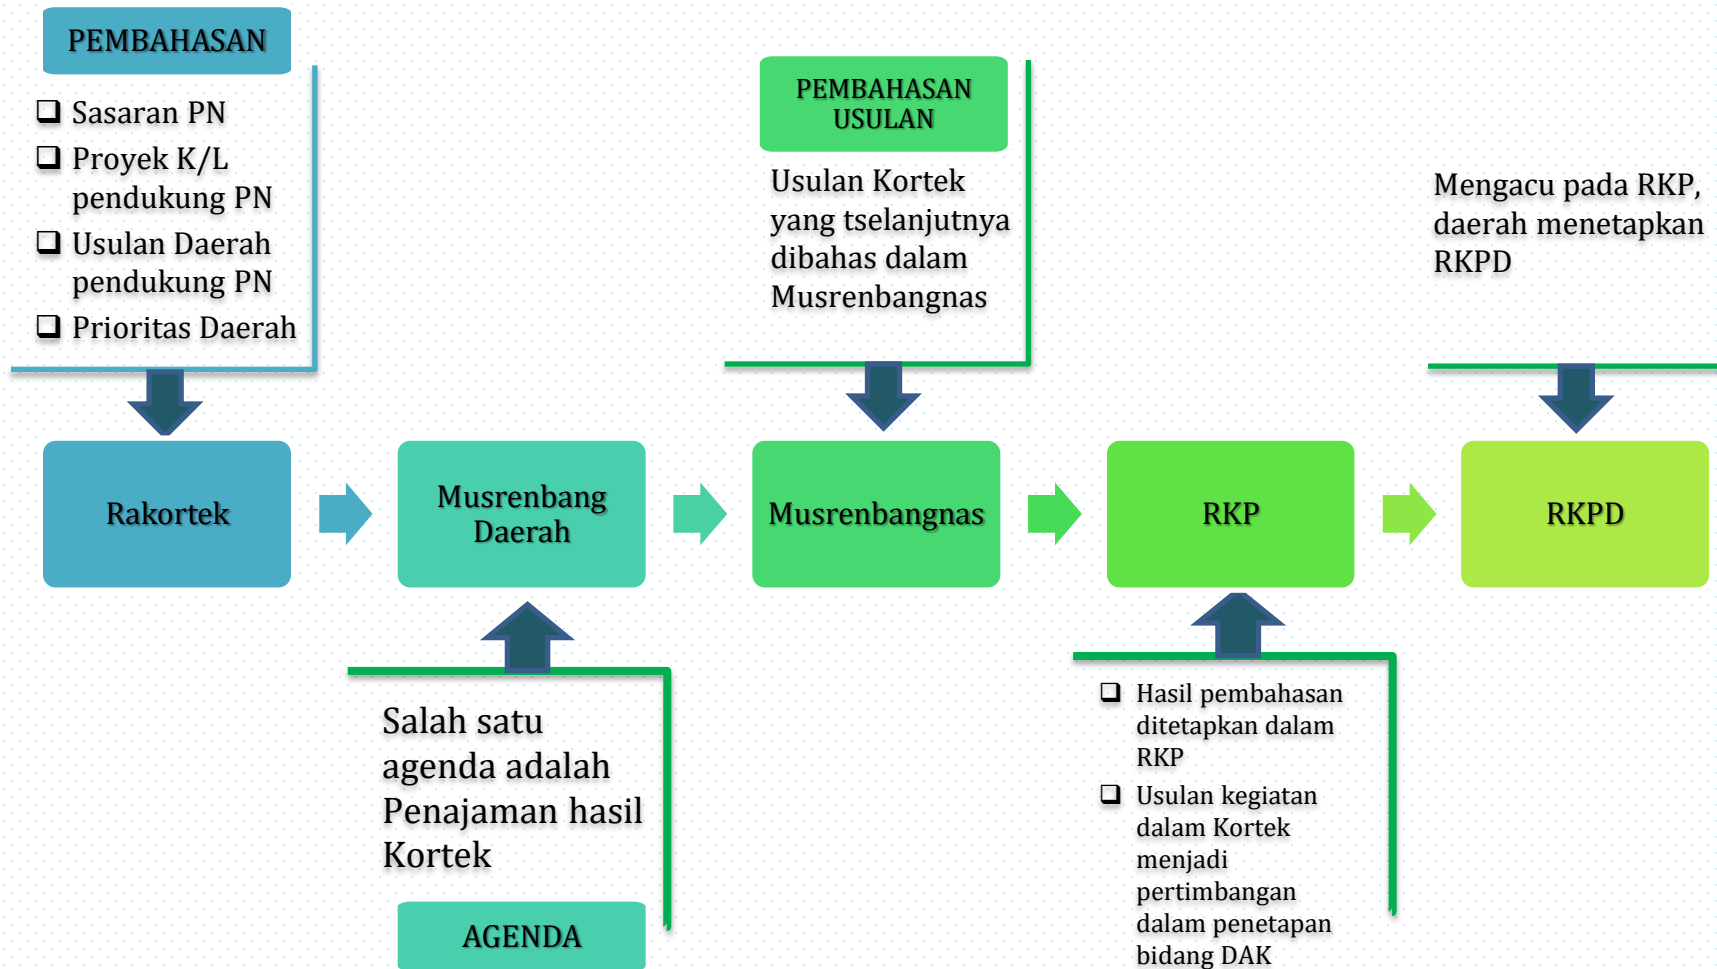 PEMBAHASAN
❑ Sasaran PN
❑ Proyek K/L
pendukung PN
❑ Usulan Daerah
pendukung PN
❑ Prioritas Daerah
PEMBAHASAN
USULAN
Usulan Kortek
yang tselanjutnya
dibahas dalam
Musrenbangnas
Mengacu pada RKP,
daerah menetapkan
RKPD
Rakortek
Musrenbang
Daerah
Musrenbangnas
RKP
RKPD
Salah satu
agenda adalah
Penajaman hasil
Kortek
AGENDA
❑ Hasil pembahasan
ditetapkan dalam
RKP
❑ Usulan kegiatan
dalam Kortek
menjadi
pertimbangan
dalam penetapan
bidang DAK